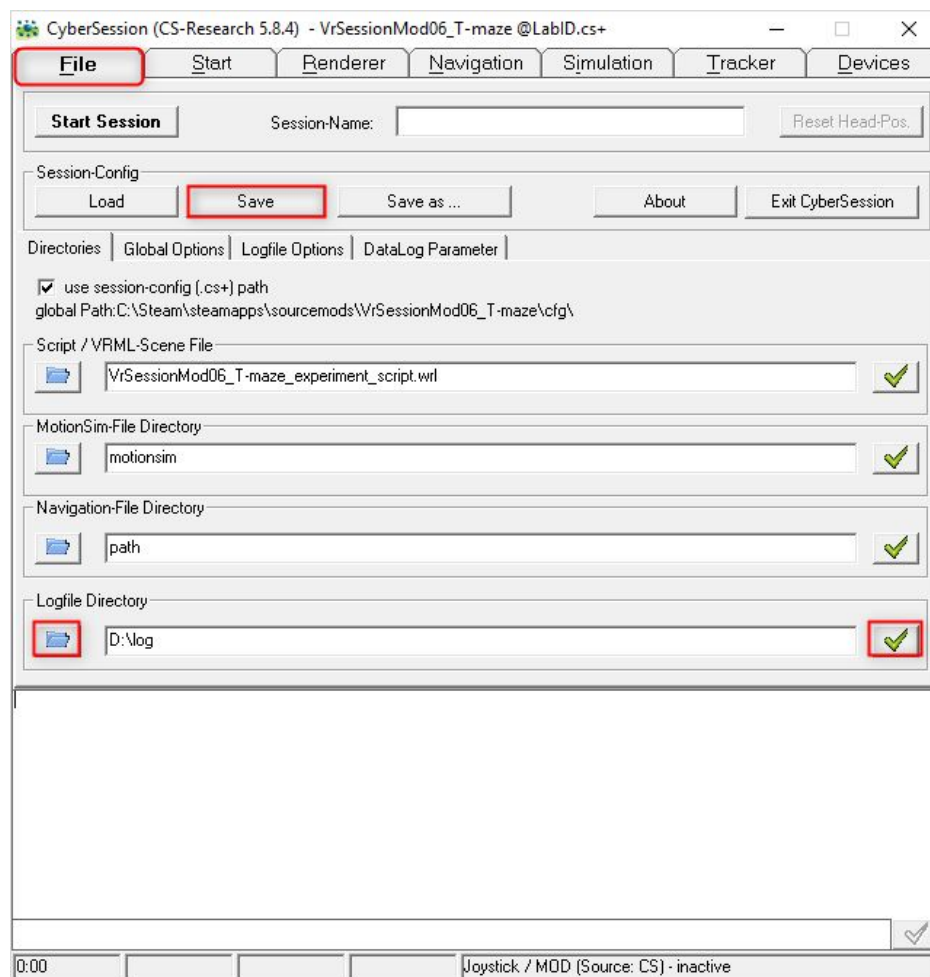 CyberSession (CS-Research 5.8.4) - VrSessionMod06_T-maze @LabID.cs+
File Start Renderer Navigation Simulation Tracker Devices
Start Session Session-Name: Reset Head-Pos.
Session-Config
Load Save Save as ... About Exit CyberSession
Directories Global Options Logfile Options DataLog Parameter
use session-config (.cs+) path
global Path:C:\Steam\steamapps\sourcemods\VrSessionMod06_T-maze\cfg\
Script / VRML-Scene File
VrSessionMod06_T-maze_experiment_script.wrl
MotionSim-File Directory
motionsim
Navigation-File Directory
path
Logfile Directory
D:\log
0:00 Joystick / MOD (Source: CS) - inactive